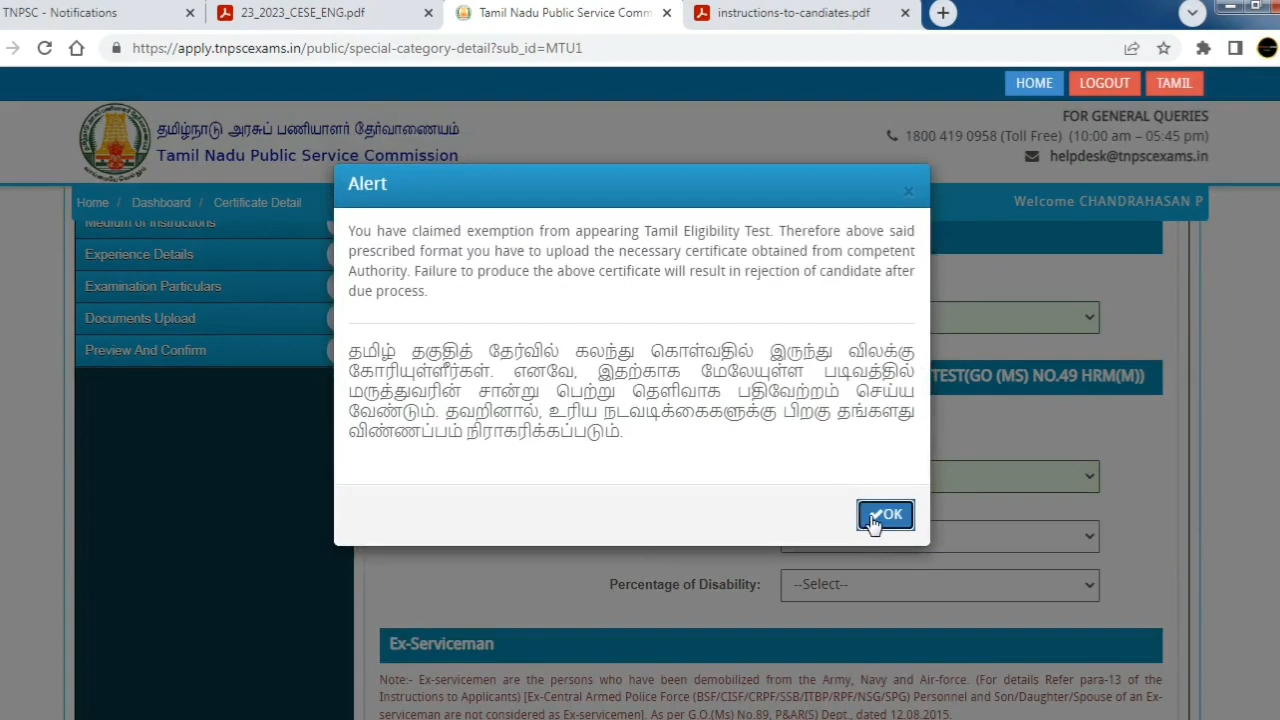 TNPSC - Notifications
23_2023_CESE_ENG.pdf
Tamil Nadu Public Service Comm
instructions-to-candiates.pdf
https://apply.tnpscexams.in/public/special-category-detail?sub_id=MTU1
HOME
LOGOUT
TAMIL
தமிழ்நாடு அரசுப் பணியாளர் தேர்வாணையம்
Tamil Nadu Public Service Commission
FOR GENERAL QUERIES
1800 419 0958 (Toll Free) (10:00 am – 05:45 pm)
helpdesk@tnpscexams.in
Home / Dashboard / Certificate Detail
Welcome CHANDRAHASAN P
Medium of Instructions
Experience Details
Examination Particulars
Documents Upload
Preview And Confirm
Alert
You have claimed exemption from appearing Tamil Eligibility Test. Therefore above said
prescribed format you have to upload the necessary certificate obtained from competent
Authority. Failure to produce the above certificate will result in rejection of candidate after
due process.
தமிழ் தகுதித் தேர்வில் கலந்து கொள்வதில் இருந்து விலக்கு
கோரியுள்ளீர்கள். எனவே, இதற்காக மேலேயுள்ள படிவத்தில்
மருத்துவரின் சான்று பெற்று தெளிவாக பதிவேற்றம் செய்ய
வேண்டும். தவறினால், உரிய நடவடிக்கைகளுக்கு பிறகு தங்களது
விண்ணப்பம் நிராகரிக்கப்படும்.
OK
TEST(GO (MS) NO.49 HRM(M))
Percentage of Disability:
--Select--
Ex-Serviceman
Note:- Ex-servicemen are the persons who have been demobilized from the Army, Navy and Air-force. (For details Refer para-13 of the
Instructions to Applicants) [Ex-Central Armed Police Force (BSF/CISF/CRPF/SSB/ITBP/RPF/NSG/SPG) Personnel and Son/Daughter/Spouse of an Ex-
serviceman are not considered as Ex-servicemen]. As per G.O.(Ms) No.89, P&AR(S) Dept., dated 12.08.2015.